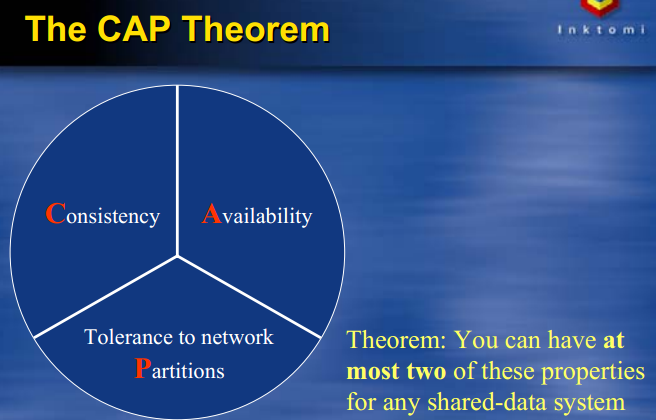 The CAP Theorem
Inktomi
Consistency
Availability
Tolerance to network
Partitions
Theorem: You can have at
most two of these properties
for any shared-data system